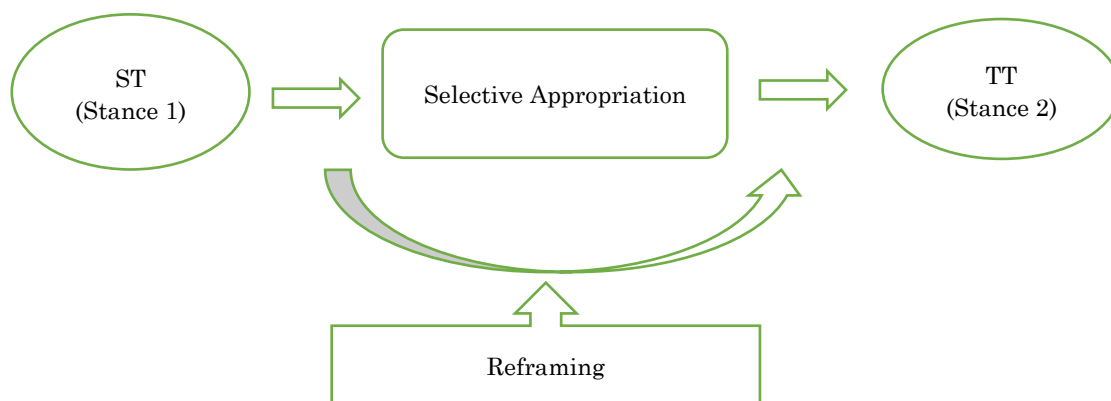 ST
(Stance 1)
Selective Appropriation
TT
(Stance 2)
Reframing